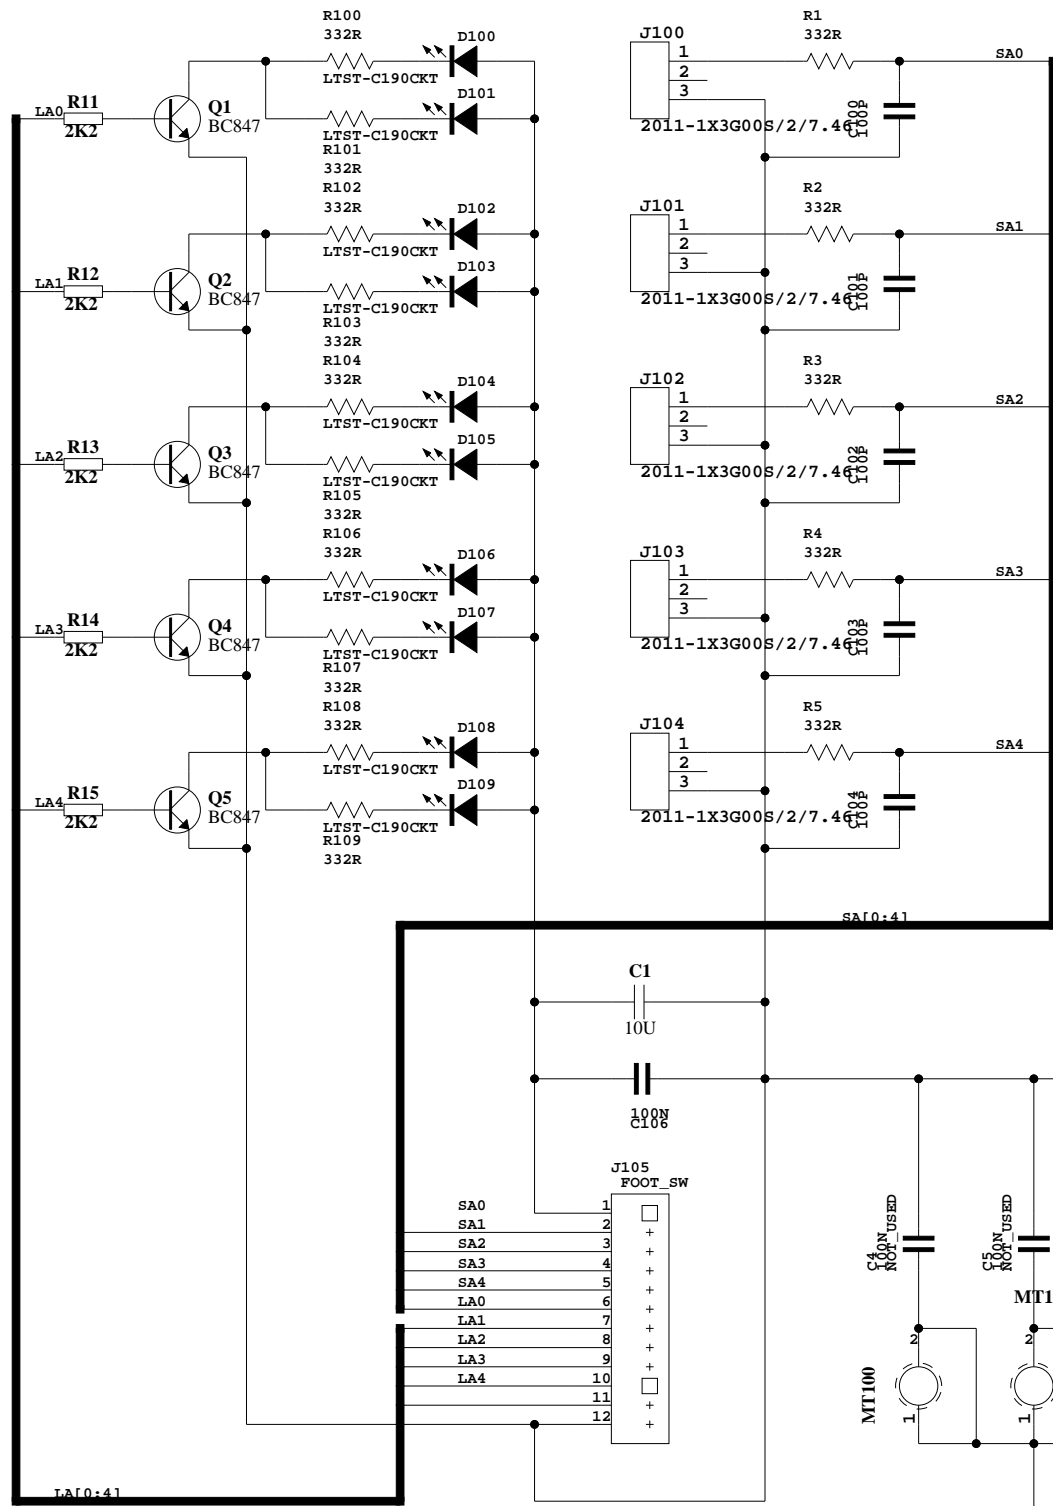 R100
332R
D100
LTST-C190CKT
D101
LTST-C190CKT
R101
332R
LA0
R11
2K2
Q1
BC847
R102
332R
D102
LTST-C190CKT
D103
LTST-C190CKT
R103
332R
LA1
R12
2K2
Q2
BC847
R104
332R
D104
LTST-C190CKT
D105
LTST-C190CKT
R105
332R
LA2
R13
2K2
Q3
BC847
R106
332R
D106
LTST-C190CKT
D107
LTST-C190CKT
R107
332R
LA3
R14
2K2
Q4
BC847
R108
332R
D108
LTST-C190CKT
D109
LTST-C190CKT
R109
332R
LA4
R15
2K2
Q5
BC847
J100
1
2
3
2011-1X3G00S/2/7.46
R1
332R
SA0
C100
100P
J101
1
2
3
2011-1X3G00S/2/7.46
R2
332R
SA1
C101
100P
J102
1
2
3
2011-1X3G00S/2/7.46
R3
332R
SA2
C102
100P
J103
1
2
3
2011-1X3G00S/2/7.46
R4
332R
SA3
C103
100P
J104
1
2
3
2011-1X3G00S/2/7.46
R5
332R
SA4
C104
100P
SA[0:4]
C1
10U
100N
C106
J105
FOOT_SW
SA0 1
SA1 2
SA2 3
SA3 4
SA4 5
LA0 6
LA1 7
LA2 8
LA3 9
LA4 10
11
12
C4
100N
NOT_USED
C5
100N
NOT_USED
MT100
2
1
MT1
2
1
LA[0:4]